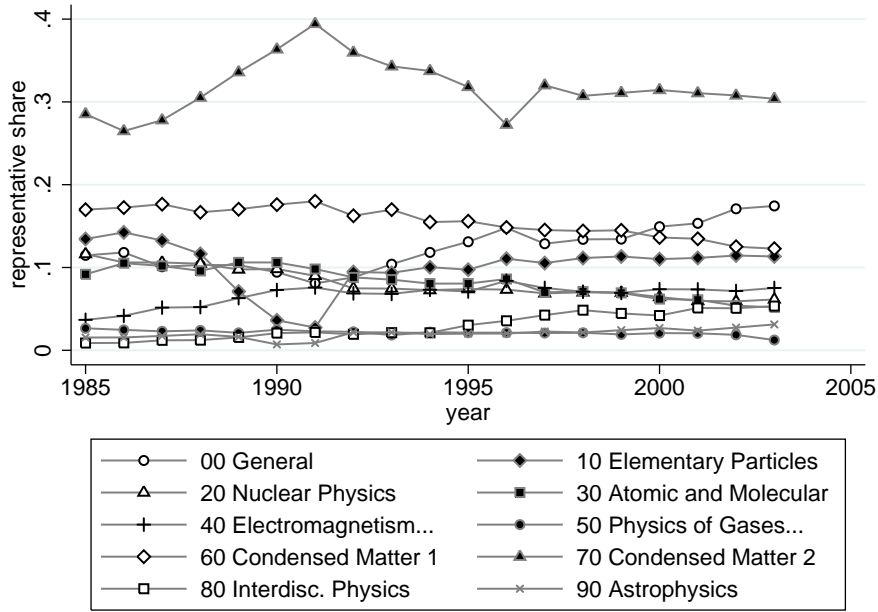 .4
.3
.2
.1
0
representative share
1985 1990 1995 2000 2005
year
00 General 10 Elementary Particles
20 Nuclear Physics 30 Atomic and Molecular
40 Electromagnetism... 50 Physics of Gases...
60 Condensed Matter 1 70 Condensed Matter 2
80 Interdisc. Physics 90 Astrophysics